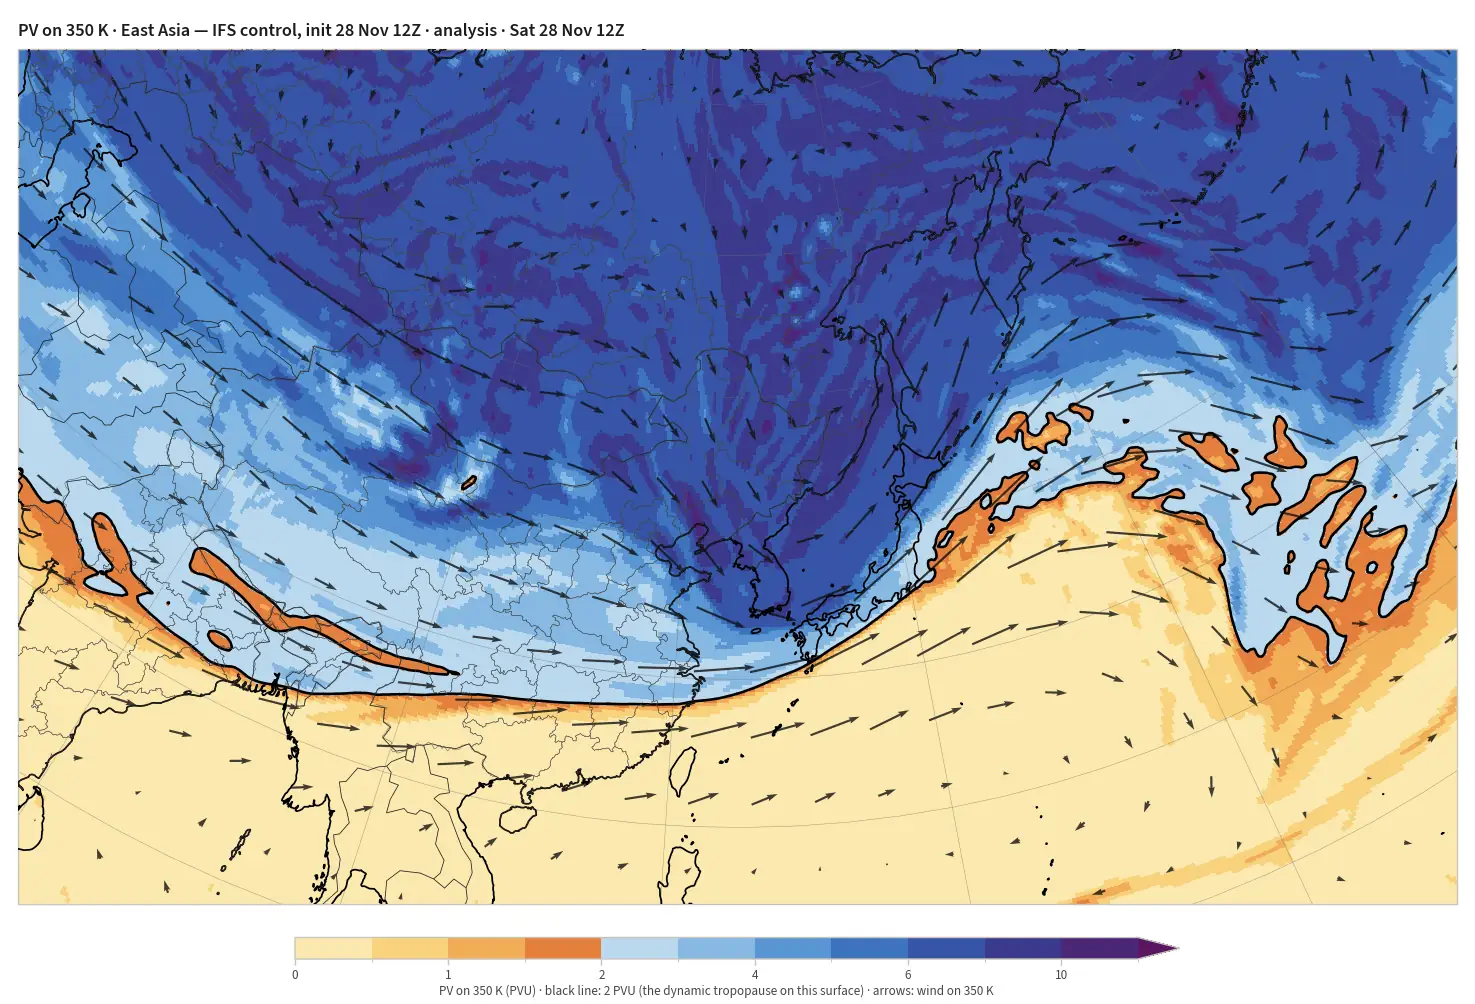 PV on 350 K · East Asia — IFS control, init 28 Nov 12Z · analysis · Sat 28 Nov 12Z
0 1 2 4 6 10
PV on 350 K (PVU) · black line: 2 PVU (the dynamic tropopause on this surface) · arrows: wind on 350 K